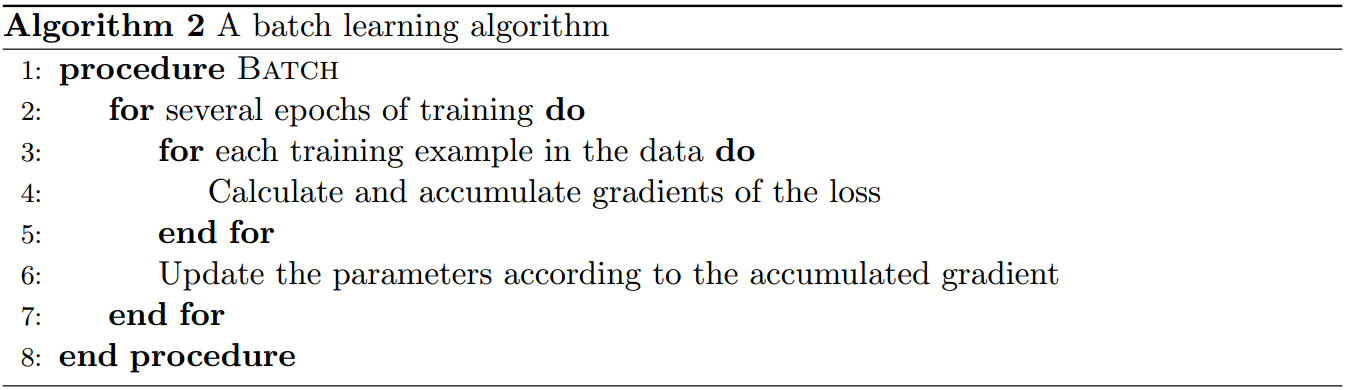 Algorithm 2 A batch learning algorithm
1: procedure BATCH
2: for several epochs of training do
3: for each training example in the data do
4: Calculate and accumulate gradients of the loss
5: end for
6: Update the parameters according to the accumulated gradient
7: end for
8: end procedure